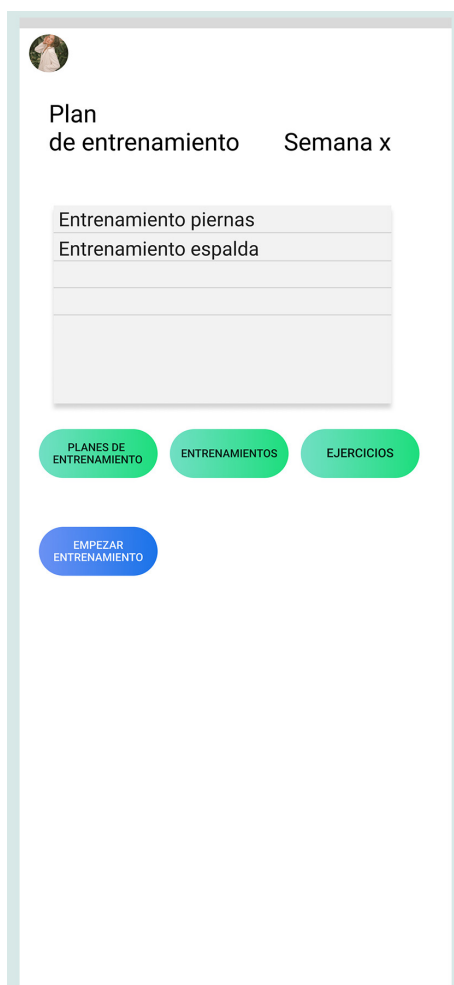 Plan
de entrenamiento
Semana x
Entrenamiento piernas
Entrenamiento espalda
PLANES DE
ENTRENAMIENTO
ENTRENAMIENTOS
EJERCICIOS
EMPEZAR
ENTRENAMIENTO